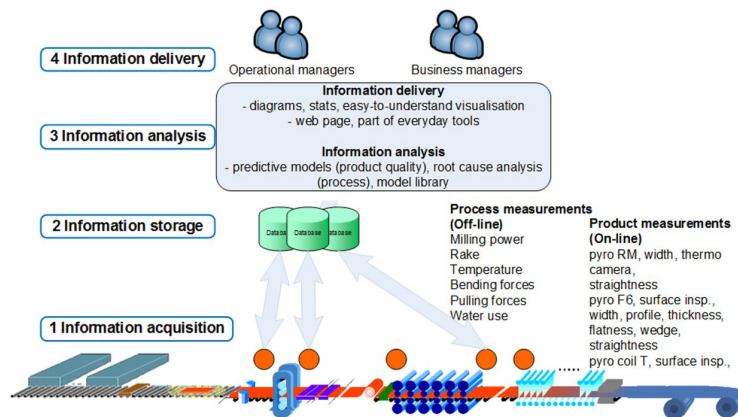 4 Information delivery
Operational managers
Business managers
Information delivery
- diagrams, stats, easy-to-understand visualisation
- web page, part of everyday tools
3 Information analysis
Information analysis
- predictive models (product quality), root cause analysis
(process), model library
2 Information storage
Database
Database
Database
Process measurements
(Off-line)
Milling power
Rake
Temperature
Bending forces
Pulling forces
Water use
Product measurements
(On-line)
pyro RM, width, thermo
camera,
straightness
pyro F6, surface insp.,
width, profile, thickness,
flatness, wedge,
straightness
pyro coil T, surface insp.,
1 Information acquisition
.....